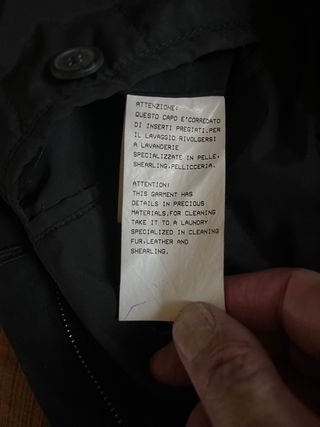 ATTENZIONE:
QUESTO CAPO E'CORREDATO
DI INSERTI PREGIATI,PER
IL LAVAGGIO RIVOLGERSI
A LAVANDERIE
SPECIALIZZATE IN PELLE,
SHEARLING,PELLICCERIA.
ATTENTION:
THIS GARMENT HAS
DETAILS IN PRECIOUS
MATERIALS,FOR CLEANING
TAKE IT TO A LAUNDRY
SPECIALIZED IN CLEANING
FUR,LEATHER AND
SHEARLING.